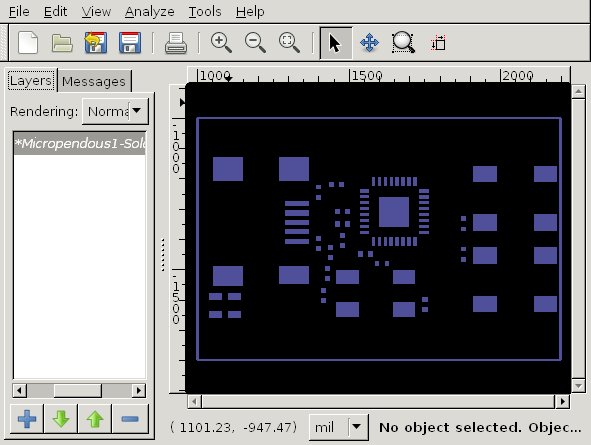 File Edit View Analyze Tools Help
Layers Messages
1000 1500 2000
Rendering: Norma
*Micropendous1-Sol
-1000
-1500
( 1101.23, -947.47) mil No object selected. Objec...